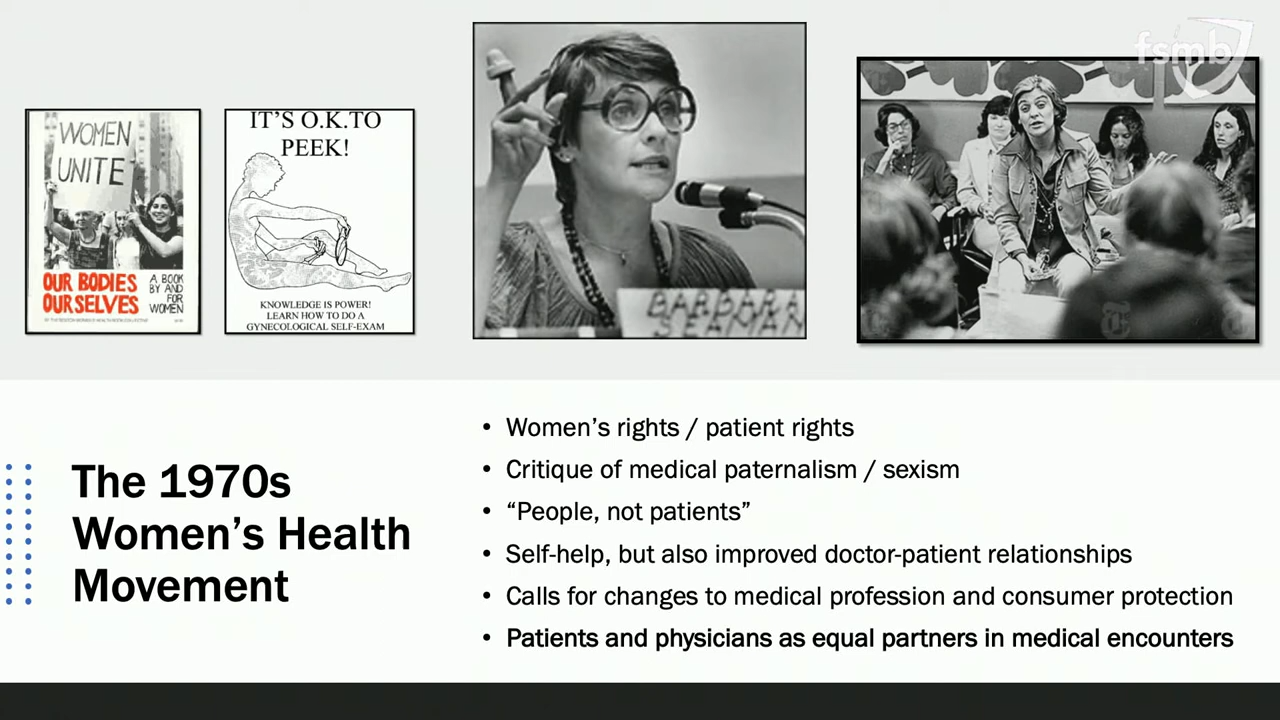 fsmb
WOMEN
UNITE
OUR BODIES
OURSELVES
A BOOK
BY AND
FOR
WOMEN
IT'S O.K.TO
PEEK!
KNOWLEDGE IS POWER!
LEARN HOW TO DO A
GYNECOLOGICAL SELF-EXAM
BARBARA
SEAMAN
The 1970s
Women’s Health
Movement
• Women’s rights / patient rights
• Critique of medical paternalism / sexism
• “People, not patients”
• Self-help, but also improved doctor-patient relationships
• Calls for changes to medical profession and consumer protection
• Patients and physicians as equal partners in medical encounters